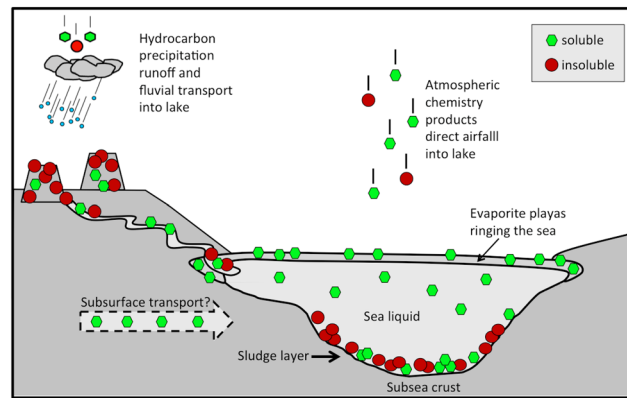 Hydrocarbon
precipitation
runoff and
fluvial transport
into lake
soluble
insoluble
Atmospheric
chemistry
products
direct airfalll
into lake
Evaporite playas
ringing the sea
Subsurface transport?
Sea liquid
Sludge layer
Subsea crust